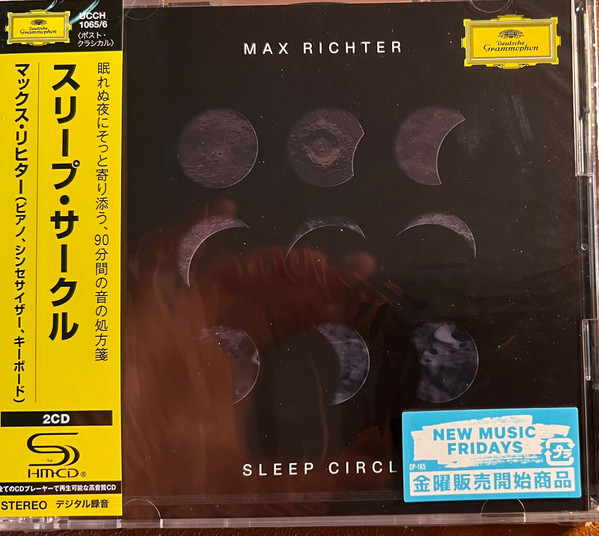 Deutsche
Grammophon
UCCH
1065/6
〈ポスト・
クラシカル〉
スリープ・サークル
マックス・リヒター(ピアノ、シンセサイザー、キーボード)
眠れぬ夜にそっと寄り添う、90分間の音の処方箋
2CD
SHM-CD®
全てのCDプレーヤーで再生可能な高音質CD
STEREO デジタル録音
MAX RICHTER
Deutsche
Grammophon
SLEEP CIRCL
NEW MUSIC
FRIDAYS
CP-165
プラ
金曜販売開始商品